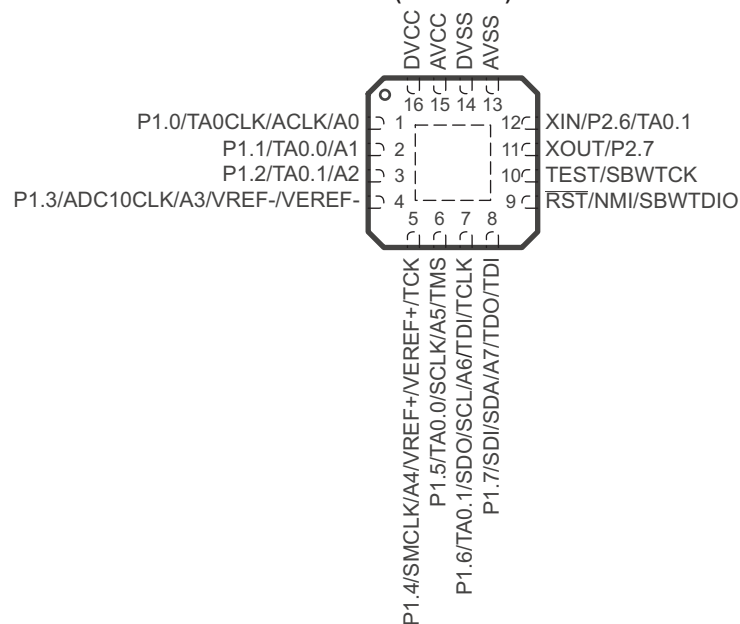 DVCC
AVCC
DVSS
AVSS
16 15 14 13
P1.0/TA0CLK/ACLK/A0 1
12 XIN/P2.6/TA0.1
P1.1/TA0.0/A1 2
11 XOUT/P2.7
P1.2/TA0.1/A2 3
10 TEST/SBWTCK
P1.3/ADC10CLK/A3/VREF-/VEREF- 4
9 RST/NMI/SBWTDIO
5 6 7 8
P1.4/SMCLK/A4/VREF+/VEREF+/TCK
P1.5/TA0.0/SCLK/A5/TMS
P1.6/TA0.1/SDO/SCL/A6/TDI/TCLK
P1.7/SDI/SDA/A7/TDO/TDI